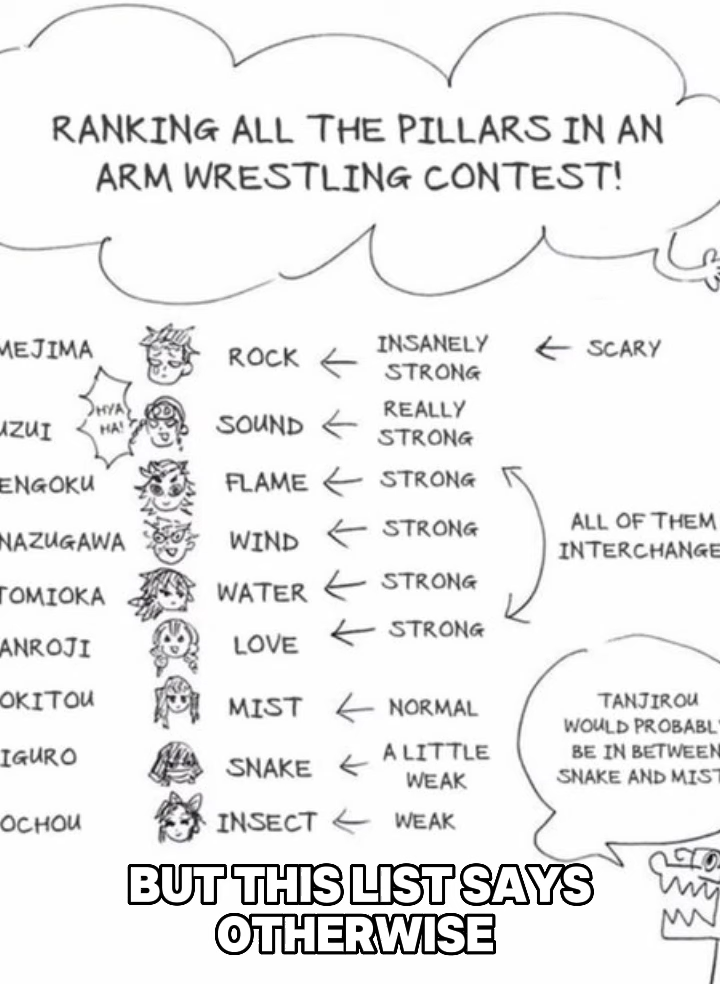 RANKING ALL THE PILLARS IN AN
ARM WRESTLING CONTEST!
MEJIMA ROCK ← INSANELY STRONG ← SCARY
HYA HA!
UZUI SOUND ← REALLY STRONG
ENGOKU FLAME ← STRONG
NAZUGAWA WIND ← STRONG
TOMIOKA WATER ← STRONG
ANROJI LOVE ← STRONG
ALL OF THEM
INTERCHANGE
OKITOU MIST ← NORMAL
IGURO SNAKE ← A LITTLE WEAK
OCHOU INSECT ← WEAK
TANJIROU
WOULD PROBABLY
BE IN BETWEEN
SNAKE AND MIST
BUT THIS LIST SAYS
OTHERWISE